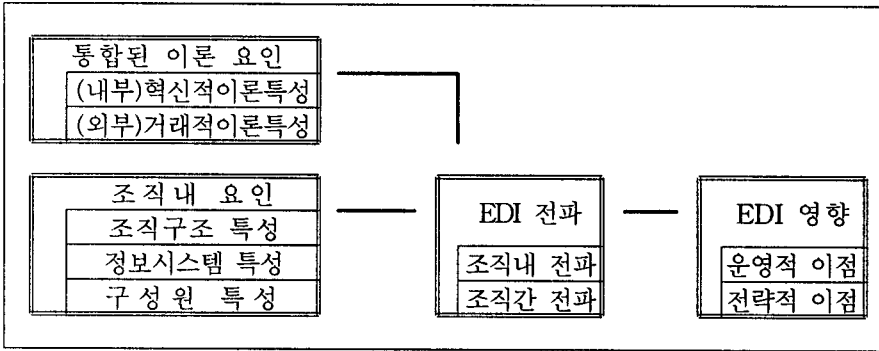 통합된 이론 요인
(내부)혁신적이론특성
(외부)거래적이론특성
조직내 요인
조직구조 특성
정보시스템 특성
구성원 특성
EDI 전파
조직내 전파
조직간 전파
EDI 영향
운영적 이점
전략적 이점